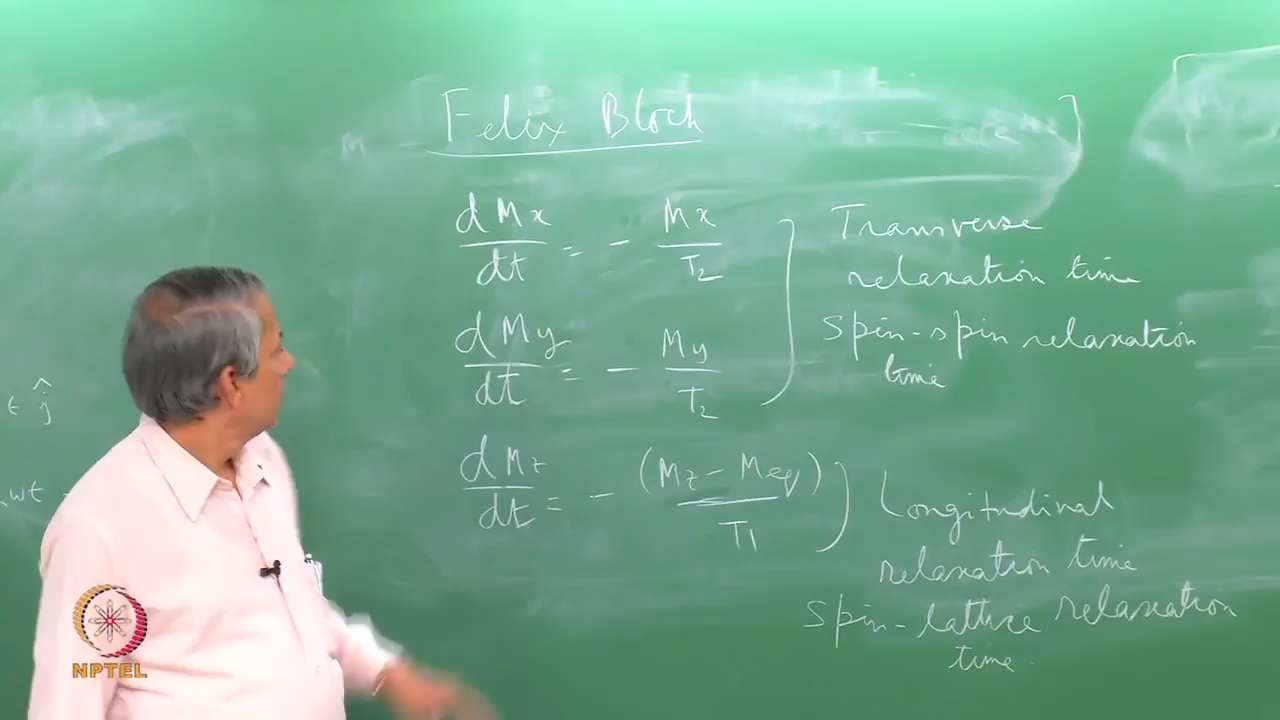 Felix Bloch
dMx/dt = - Mx/T2
Transverse
relaxation time
spin-spin relaxation
time
dMy/dt = - My/T2
dMz/dt = - (Mz - Meq)/T1
Longitudinal
relaxation time
spin-lattice relaxation
time
t ĵ
wt
NPTEL